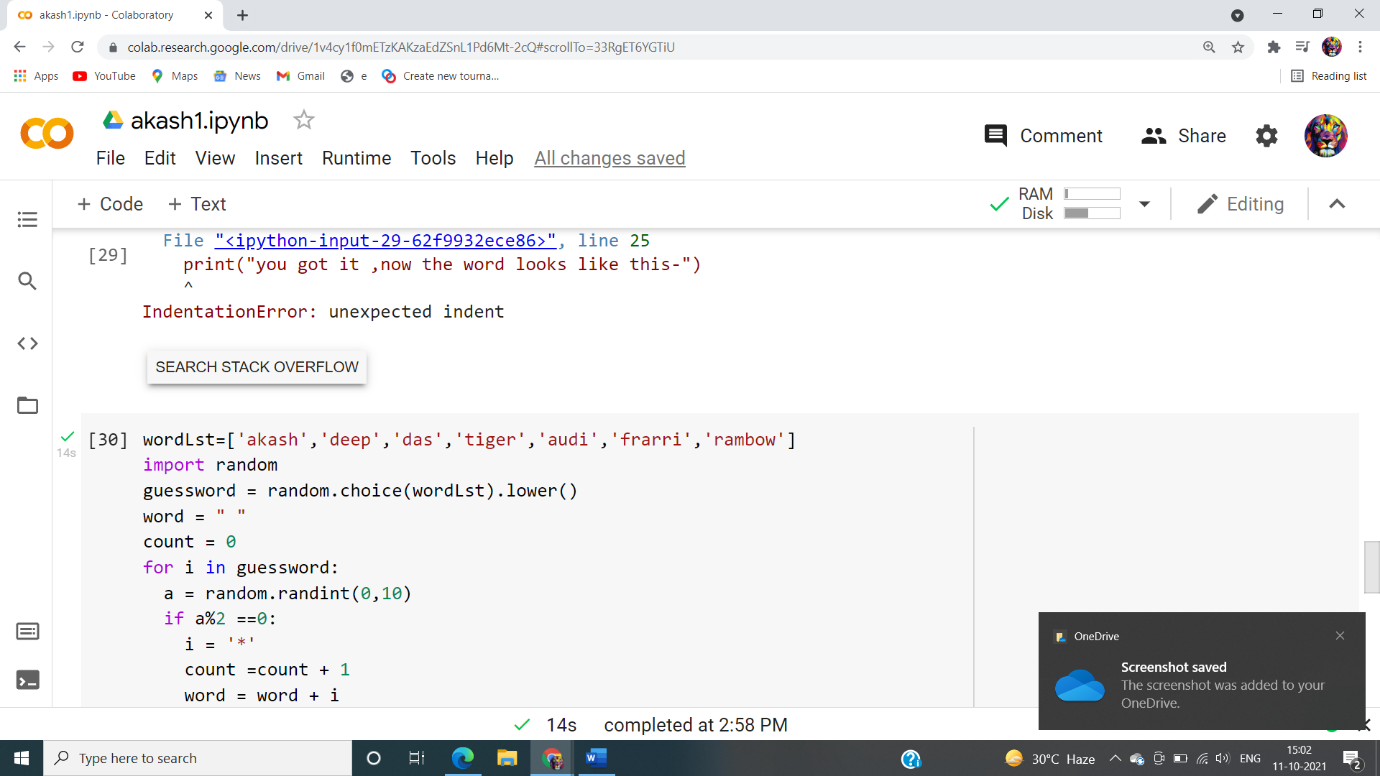 akash1.ipynb - Colaboratory
colab.research.google.com/drive/1v4cy1f0mETzKAKzaEdZSnL1Pd6Mt-2cQ#scrollTo=33RgET6YGTiU
Apps YouTube Maps News Gmail e Create new tourna... Reading list
akash1.ipynb
Comment Share
File Edit View Insert Runtime Tools Help All changes saved
+ Code + Text
RAM
Disk
Editing
[29]
File "<ipython-input-29-62f9932ece86>", line 25
print("you got it ,now the word looks like this-")
^
IndentationError: unexpected indent
SEARCH STACK OVERFLOW
14s
[30] wordLst=['akash','deep','das','tiger','audi','frarri','rambow']
import random
guessword = random.choice(wordLst).lower()
word = " "
count = 0
for i in guessword:
a = random.randint(0,10)
if a%2 ==0:
i = '*'
count =count + 1
word = word + i
OneDrive
Screenshot saved
The screenshot was added to your
OneDrive.
14s completed at 2:58 PM
Type here to search
30°C Haze
ENG
15:02
11-10-2021
2